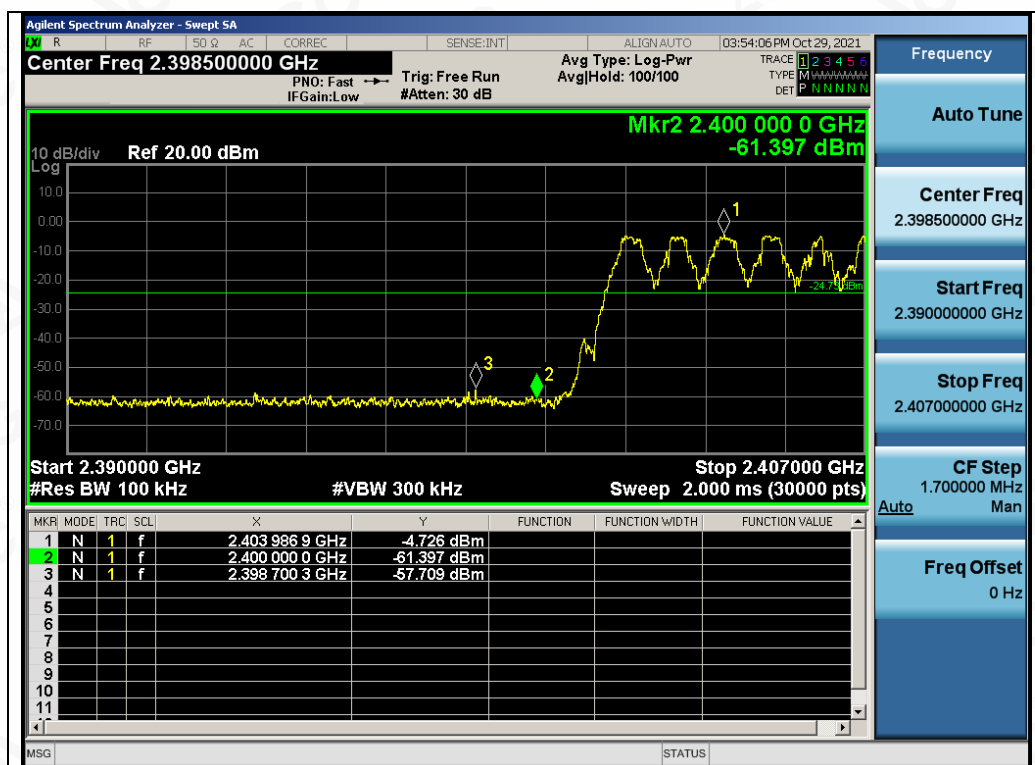 Agilent Spectrum Analyzer - Swept SA
LXI R RF 50 Ω AC CORREC SENSE:INT ALIGN AUTO 03:54:06 PM Oct 29, 2021
Center Freq 2.398500000 GHz
PNO: Fast
IFGain:Low
Trig: Free Run
#Atten: 30 dB
Avg Type: Log-Pwr
Avg|Hold: 100/100
TRACE 1 2 3 4 5 6
TYPE M
DET P N N N N N
Mkr2 2.400 000 0 GHz
-61.397 dBm
10 dB/div Ref 20.00 dBm
Log
10.0
0.00
-10.0
-20.0
-30.0
-40.0
-50.0
-60.0
-70.0
1
2
3
Start 2.390000 GHz Stop 2.407000 GHz
#Res BW 100 kHz #VBW 300 kHz Sweep 2.000 ms (30000 pts)
MKR MODE TRC SCL X Y FUNCTION FUNCTION WIDTH FUNCTION VALUE
1 N 1 f 2.403 986 9 GHz -4.726 dBm
2 N 1 f 2.400 000 0 GHz -61.397 dBm
3 N 1 f 2.398 700 3 GHz -57.709 dBm
4
5
6
7
8
9
10
11
MSG STATUS
Frequency
Auto Tune
Center Freq
2.398500000 GHz
Start Freq
2.390000000 GHz
Stop Freq
2.407000000 GHz
CF Step
1.700000 MHz
Auto Man
Freq Offset
0 Hz